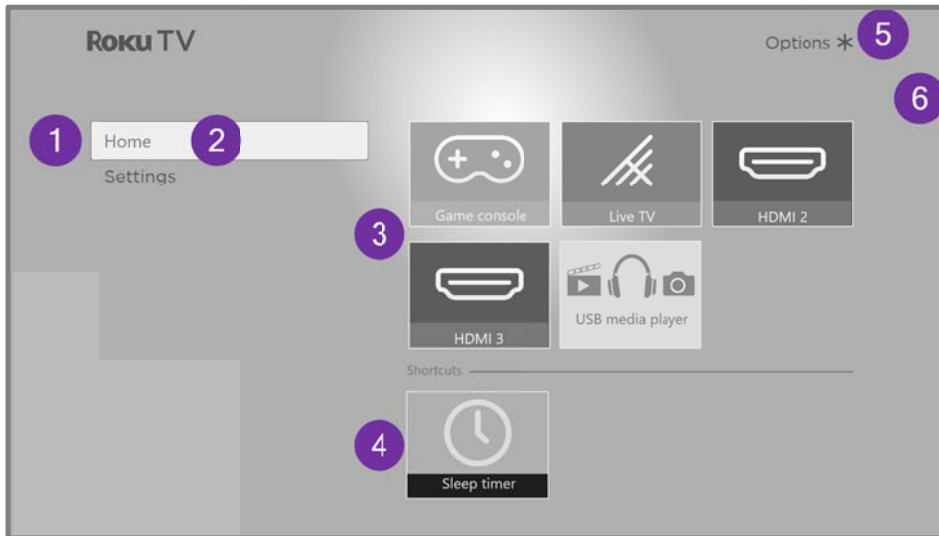 Roku TV
Options *
5
6
1
Home
2
Settings
Game console
Live TV
HDMI 2
3
HDMI 3
USB media player
Shortcuts
4
Sleep timer